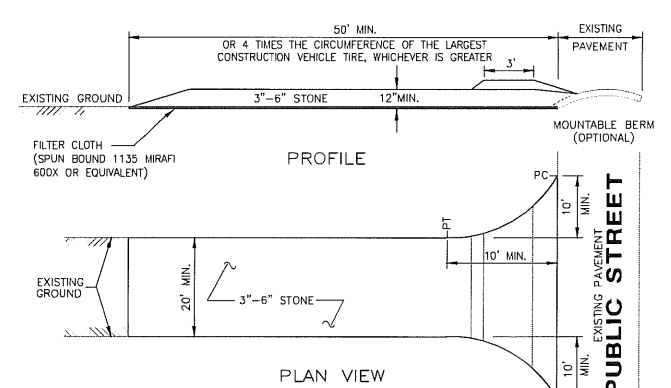 50' MIN.
OR 4 TIMES THE CIRCUMFERENCE OF THE LARGEST
CONSTRUCTION VEHICLE TIRE, WHICHEVER IS GREATER
EXISTING
PAVEMENT
3'
EXISTING GROUND
3"-6" STONE
12"MIN.
FILTER CLOTH
(SPUN BOUND 1135 MIRAFI
600X OR EQUIVALENT)
MOUNTABLE BERM
(OPTIONAL)
PROFILE
PC
PT
10' MIN.
10' MIN.
EXISTING
GROUND
20' MIN.
3"-6" STONE
10' MIN.
EXISTING PAVEMENT
PUBLIC STREET
PLAN VIEW